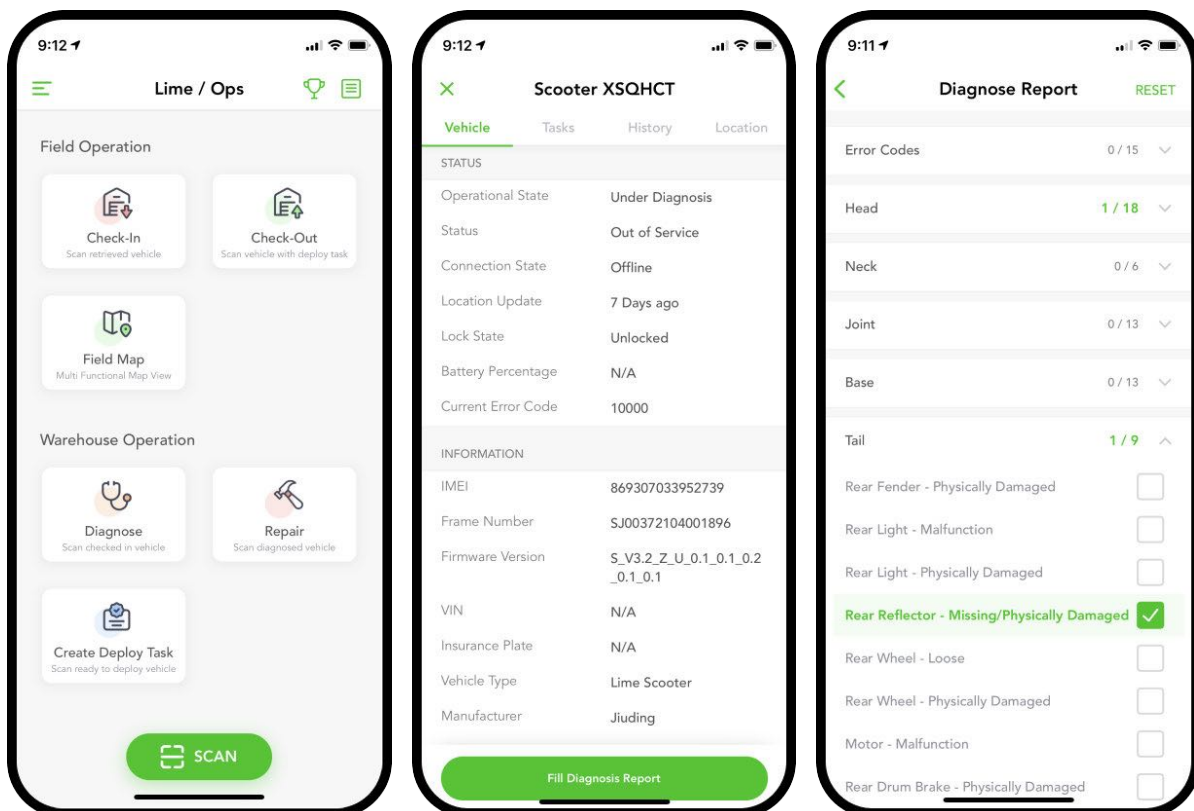 9:12
Lime / Ops
Field Operation
Check-In
Scan retrieved vehicle
Check-Out
Scan vehicle with deploy task
Field Map
Multi Functional Map View
Warehouse Operation
Diagnose
Scan checked in vehicle
Repair
Scan diagnosed vehicle
Create Deploy Task
Scan ready to deploy vehicle
SCAN
9:12
Scooter XSQHCT
Vehicle Tasks History Location
STATUS
Operational State Under Diagnosis
Status Out of Service
Connection State Offline
Location Update 7 Days ago
Lock State Unlocked
Battery Percentage N/A
Current Error Code 10000
INFORMATION
IMEI 869307033952739
Frame Number SJ00372104001896
Firmware Version S_V3.2_Z_U_0.1_0.1_0.2
_0.1_0.1
VIN N/A
Insurance Plate N/A
Vehicle Type Lime Scooter
Manufacturer Jiuding
Fill Diagnosis Report
9:11
Diagnose Report RESET
Error Codes 0 / 15
Head 1 / 18
Neck 0 / 6
Joint 0 / 13
Base 0 / 13
Tail 1 / 9
Rear Fender - Physically Damaged
Rear Light - Malfunction
Rear Light - Physically Damaged
Rear Reflector - Missing/Physically Damaged
Rear Wheel - Loose
Rear Wheel - Physically Damaged
Motor - Malfunction
Rear Drum Brake - Physically Damaged